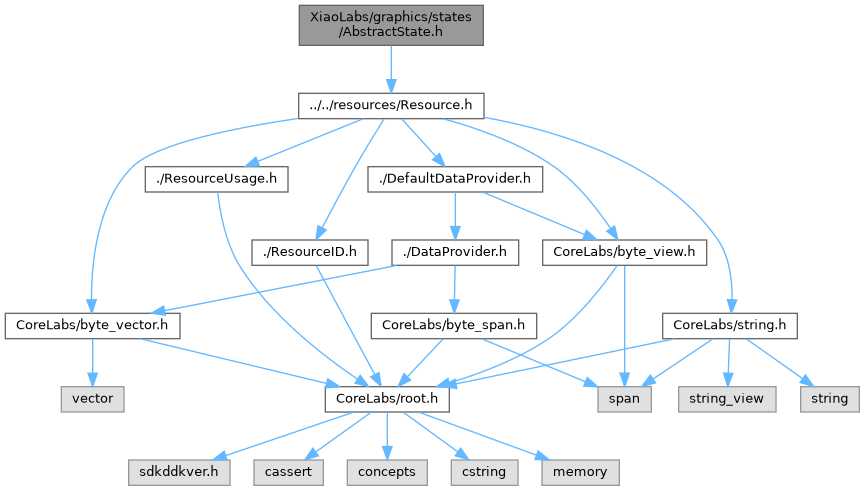 XiaoLabs/graphics/states
/AbstractState.h
../../resources/Resource.h
./ResourceUsage.h
./DefaultDataProvider.h
./ResourceID.h
./DataProvider.h
CoreLabs/byte_view.h
CoreLabs/byte_vector.h
CoreLabs/byte_span.h
CoreLabs/string.h
vector
CoreLabs/root.h
span
string_view
string
sdkddkver.h
cassert
concepts
cstring
memory